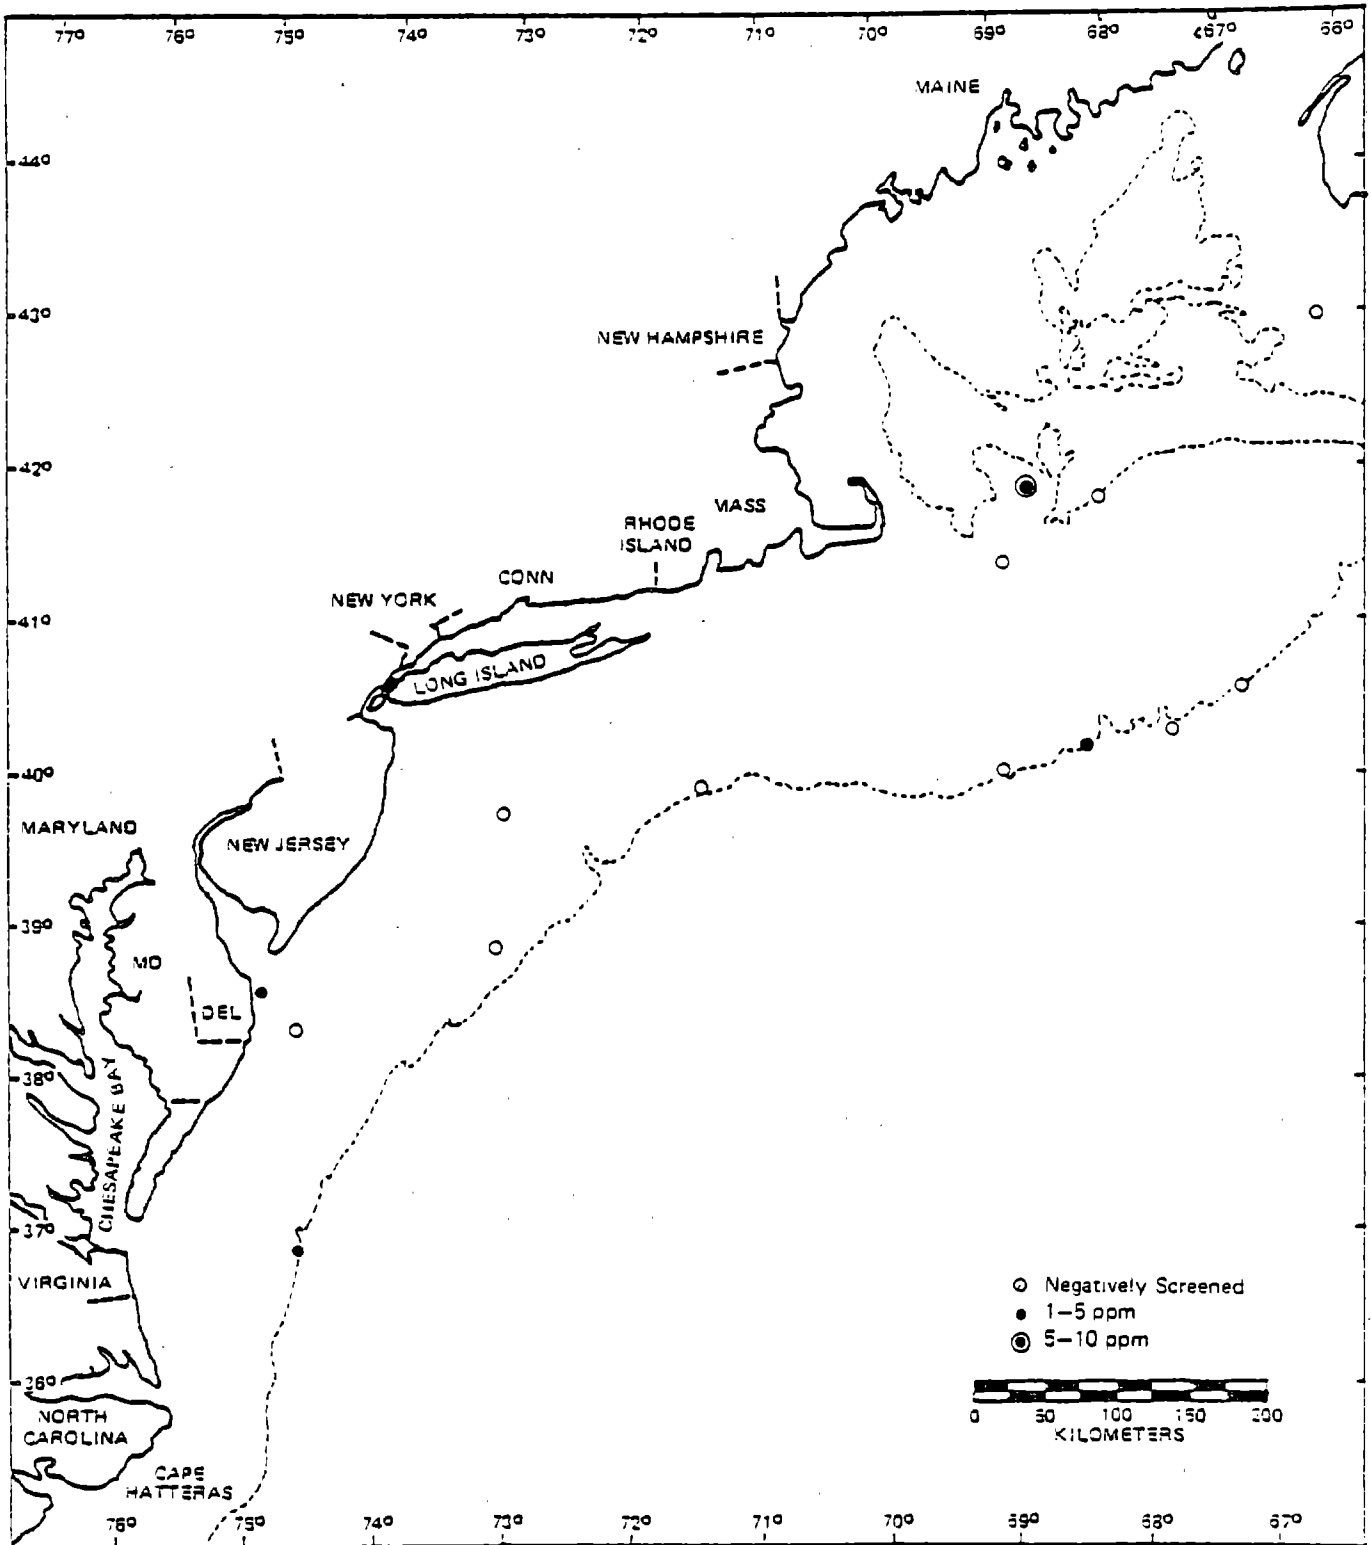 77° 76° 75° 74° 73° 72° 71° 70° 69° 68° 67° 66°
MAINE
44°
43°
NEW HAMPSHIRE
42°
MASS
RHODE
ISLAND
CONN
NEW YORK
41°
LONG ISLAND
40°
MARYLAND
NEW JERSEY
39°
MD
DEL
38°
CHESAPEAKE BAY
37°
VIRGINIA
Negatively Screened
1–5 ppm
5–10 ppm
36°
0 50 100 150 200
KILOMETERS
NORTH
CAROLINA
CAPE
HATTERAS
76° 75° 74° 73° 72° 71° 70° 69° 68° 67°